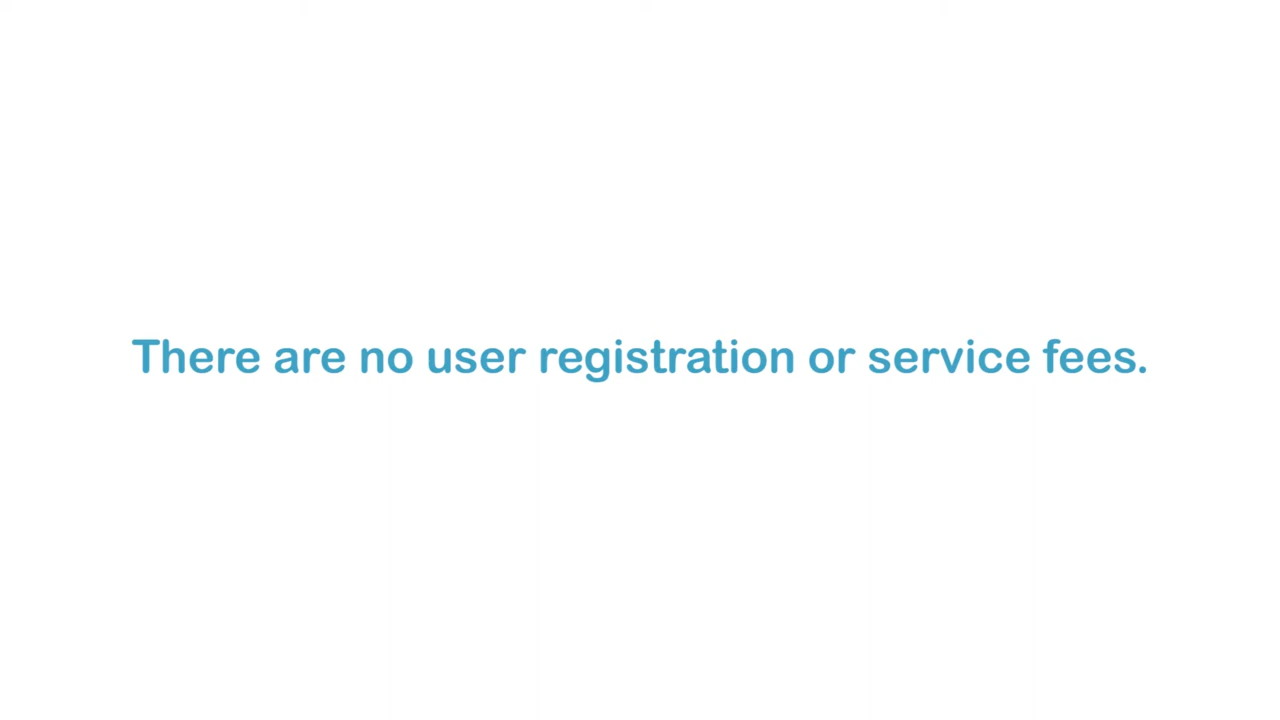 There are no user registration or service fees.